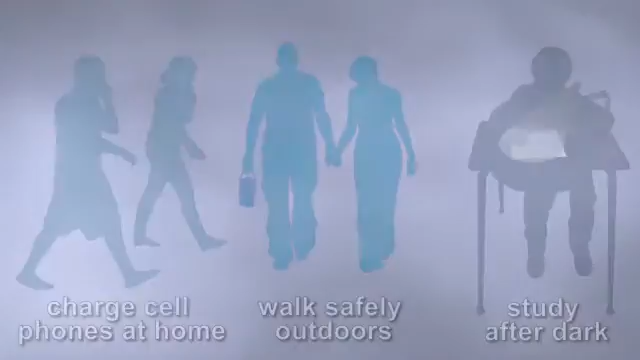 charge cell
phones at home
walk safely
outdoors
study
after dark